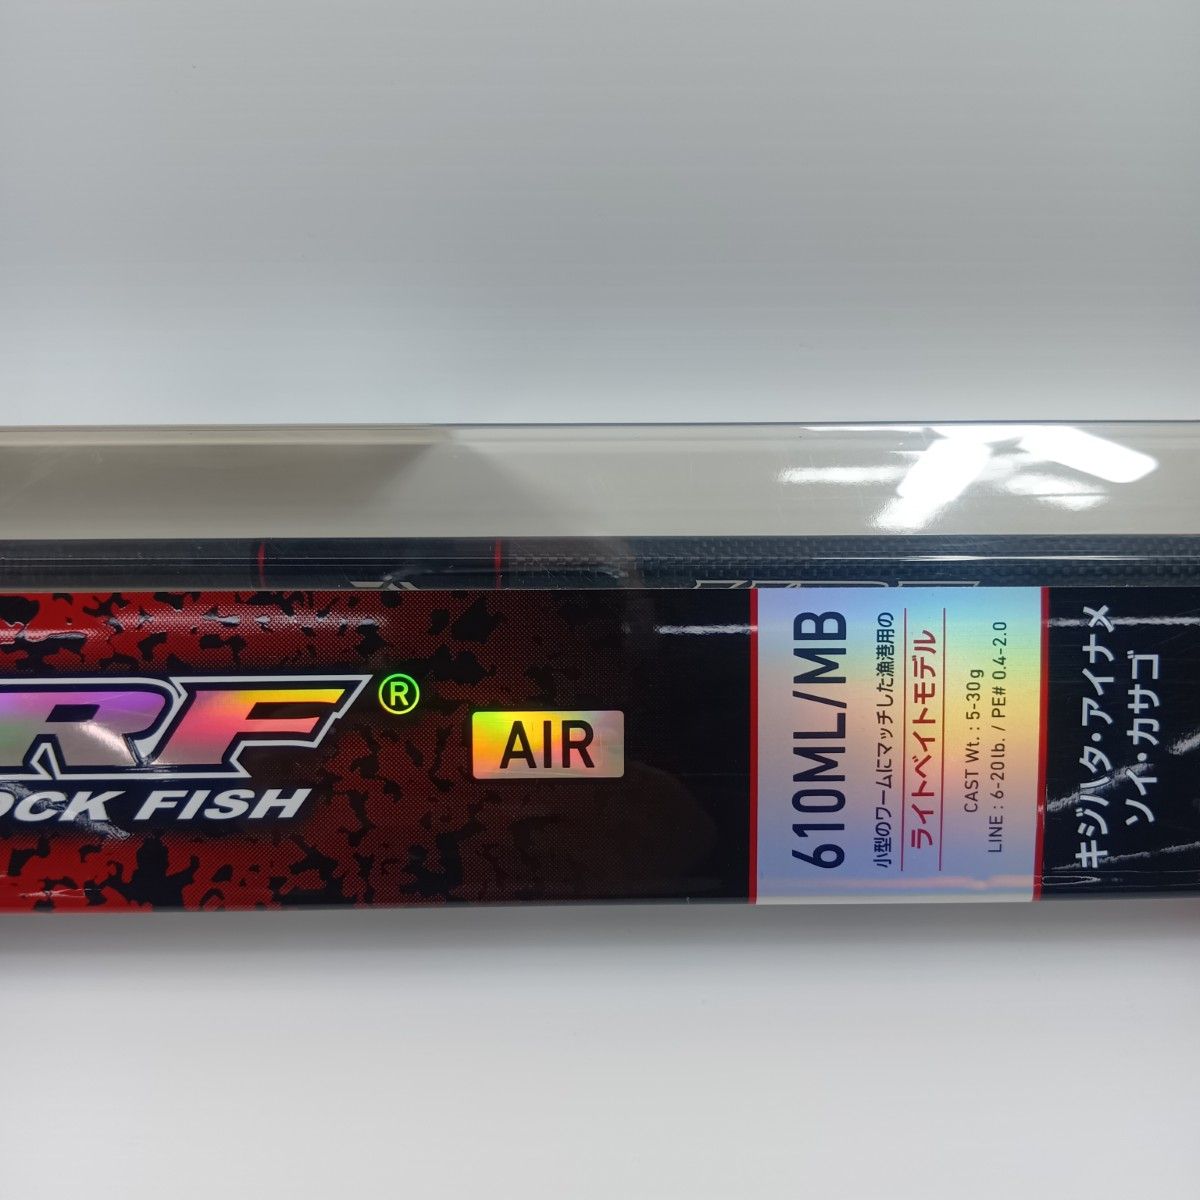 RF®
OCK FISH
AIR
610ML/MB
小型のワームにマッチした漁港用の
ライトベイトモデル
CAST Wt. : 5-30g
LINE : 6-20lb. / PE# 0.4-2.0
キジハタ・アイナメ
ソイ・カサゴ